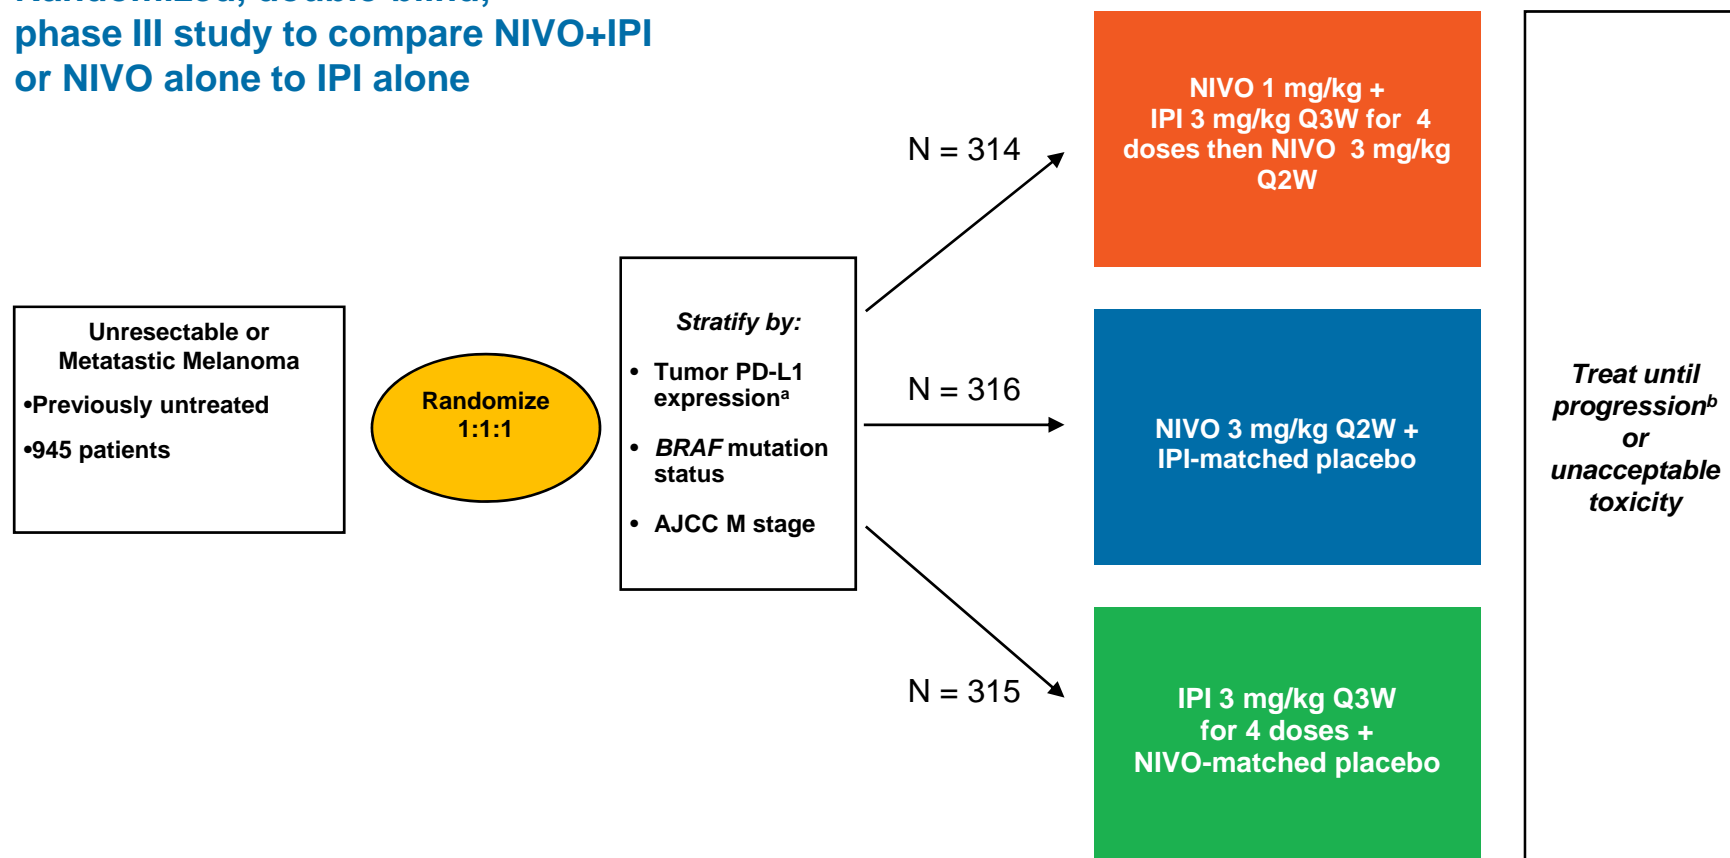 phase III study to compare NIVO+IPI
or NIVO alone to IPI alone
Unresectable or
Metatastic Melanoma
•Previously untreated
•945 patients
Randomize
1:1:1
Stratify by:
• Tumor PD-L1
expressionᵃ
• BRAF mutation
status
• AJCC M stage
N = 314
N = 316
N = 315
NIVO 1 mg/kg +
IPI 3 mg/kg Q3W for 4
doses then NIVO 3 mg/kg
Q2W
NIVO 3 mg/kg Q2W +
IPI-matched placebo
IPI 3 mg/kg Q3W
for 4 doses +
NIVO-matched placebo
Treat until
progressionᵇ
or
unacceptable
toxicity